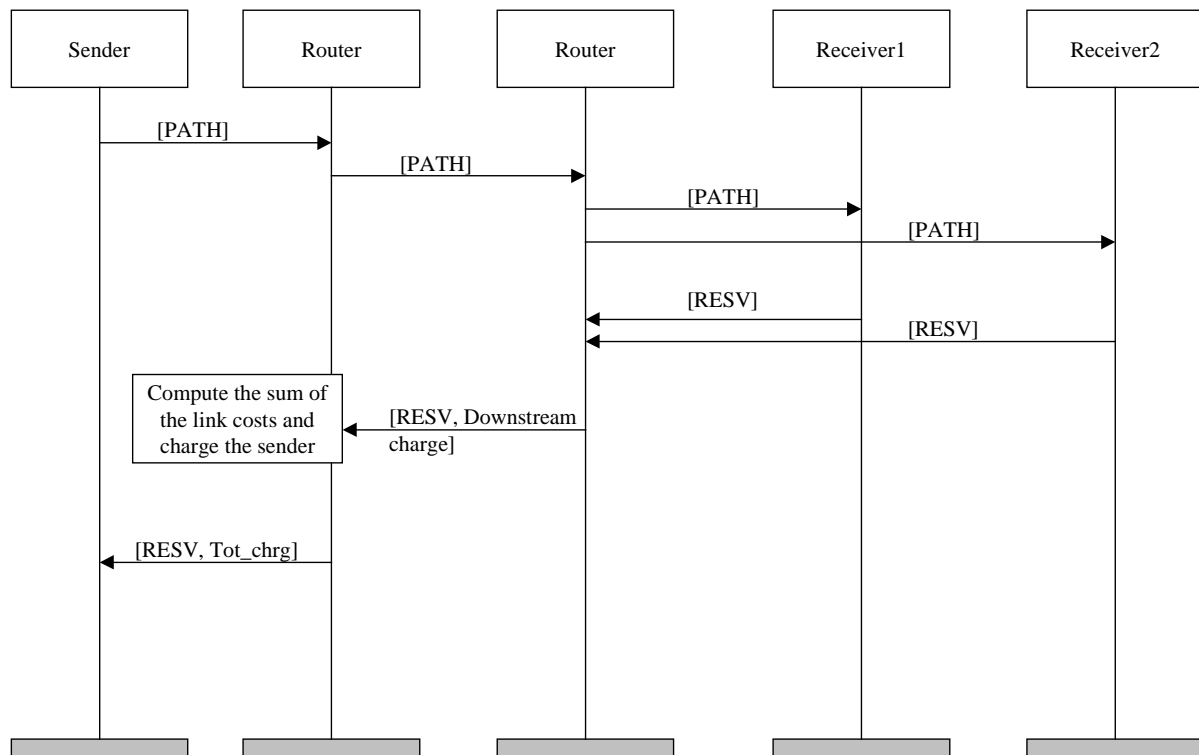 Sender
Router
Router
Receiver1
Receiver2
[PATH]
[PATH]
[PATH]
[PATH]
[RESV]
[RESV]
Compute the sum of
the link costs and
charge the sender
[RESV, Downstream
charge]
[RESV, Tot_chrg]